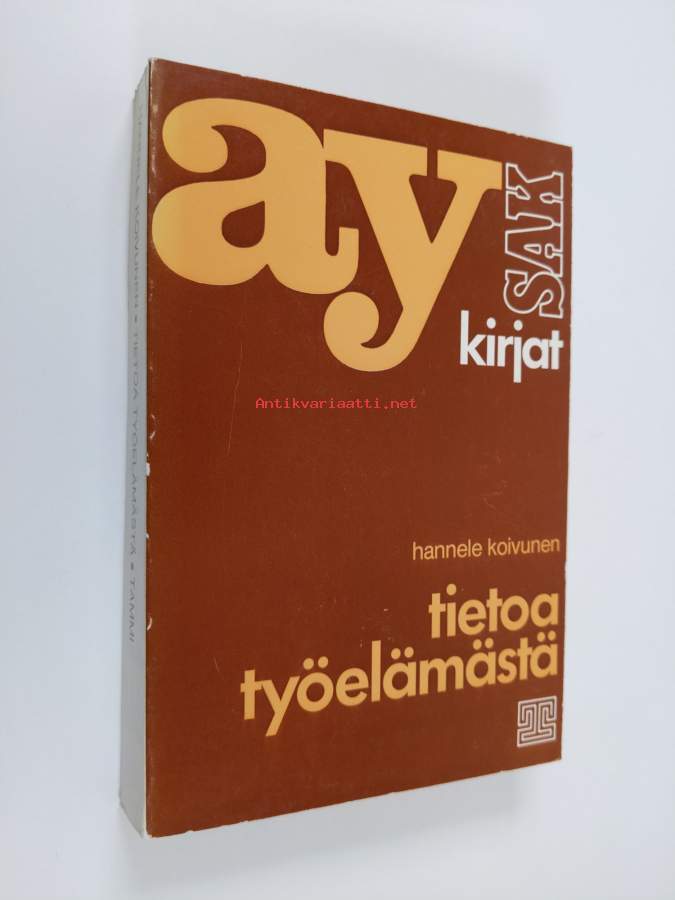 ay
SAK
kirjat
Antikvariaatti.net
hannele koivunen
tietoa
työelämästä
HANNELE KOIVUNEN • TIETOA TYÖELÄMÄSTÄ • TAMMI